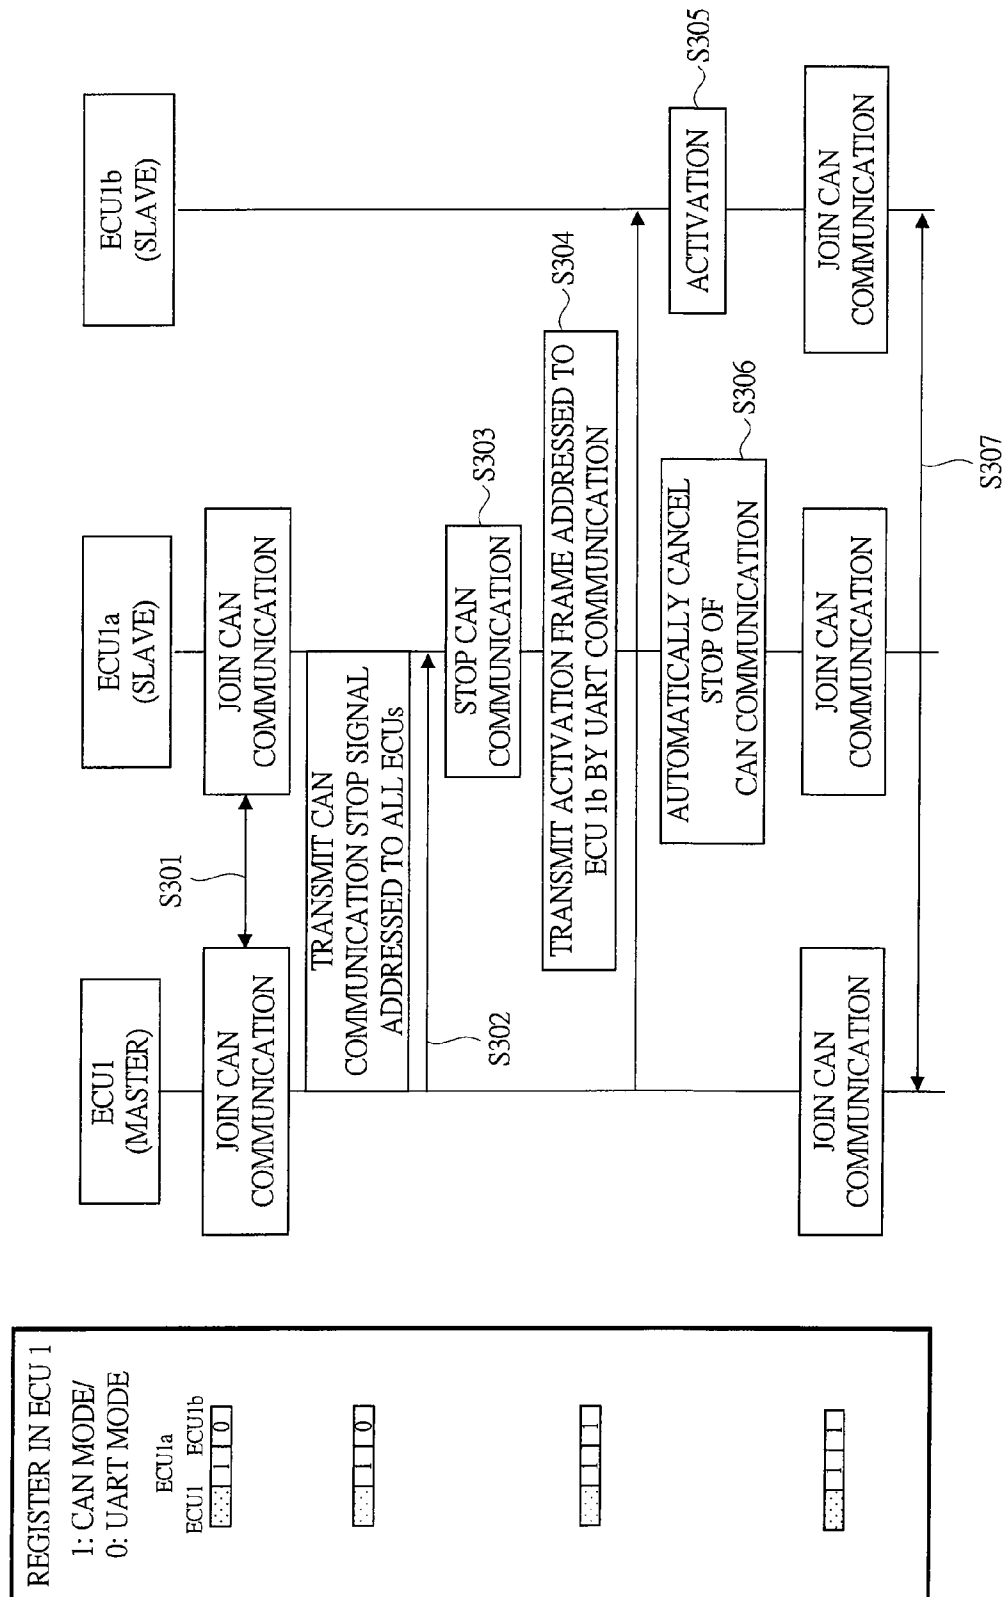 REGISTER IN ECU 1
1: CAN MODE/
0: UART MODE
ECU1a
ECU1 ECU1b
1 0
1 0
1 1
1 1
ECU1
(MASTER)
ECU1a
(SLAVE)
ECU1b
(SLAVE)
JOIN CAN
COMMUNICATION
S301
JOIN CAN
COMMUNICATION
TRANSMIT CAN
COMMUNICATION STOP SIGNAL
ADDRESSED TO ALL ECUs
S302
STOP CAN
COMMUNICATION
S303
TRANSMIT ACTIVATION FRAME ADDRESSED TO
ECU 1b BY UART COMMUNICATION
S304
ACTIVATION
S305
AUTOMATICALLY CANCEL
STOP OF
CAN COMMUNICATION
S306
JOIN CAN
COMMUNICATION
JOIN CAN
COMMUNICATION
JOIN CAN
COMMUNICATION
S307